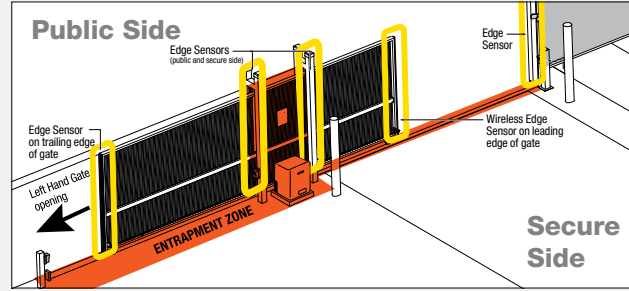 Public Side
Edge Sensors
(public and secure side)
Edge
Sensor
Edge Sensor
on trailing edge
of gate
Wireless Edge
Sensor on leading
edge of gate
Left Hand Gate
opening
ENTRAPMENT ZONE
Secure
Side